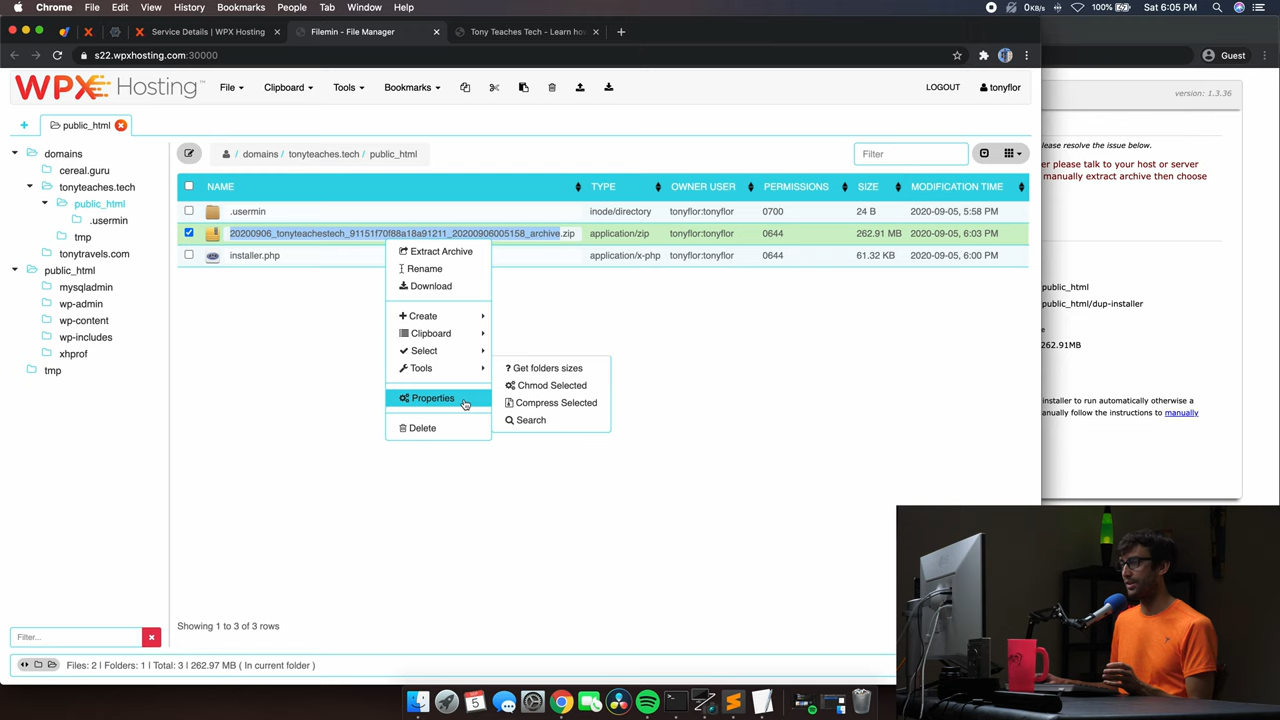 Chrome File Edit View History Bookmarks People Tab Window Help 0KB/s 100% Sat 6:05 PM
Service Details | WPX Hosting
Filemin - File Manager
Tony Teaches Tech - Learn how
s22.wpxhosting.com:30000
Guest
WPX Hosting™
File Clipboard Tools Bookmarks
LOGOUT tonyflor
version: 1.3.36
public_html
lease resolve the issue below.
er please talk to your host or server
manually extract archive then choose
domains
cereal.guru
tonyteaches.tech
public_html
.usermin
tmp
tonytravels.com
public_html
mysqladmin
wp-admin
wp-content
wp-includes
xhprof
tmp
/ domains / tonyteaches.tech / public_html
Filter
NAME TYPE OWNER USER PERMISSIONS SIZE MODIFICATION TIME
.usermin inode/directory tonyflor:tonyflor 0700 24 B 2020-09-05, 5:58 PM
20200906_tonyteachestech_91151f70f88a18a91211_20200906005158_archive.zip application/zip tonyflor:tonyflor 0644 262.91 MB 2020-09-05, 6:03 PM
installer.php application/x-php tonyflor:tonyflor 0644 61.32 KB 2020-09-05, 6:00 PM
Extract Archive
Rename
Download
Create
Clipboard
Select
Tools
Properties
Delete
? Get folders sizes
Chmod Selected
Compress Selected
Search
public_html
public_html/dup-installer
262.91MB
installer to run automatically otherwise a
anually follow the instructions to manually
Showing 1 to 3 of 3 rows
Filter...
Files: 2 | Folders: 1 | Total: 3 | 262.97 MB ( In current folder )